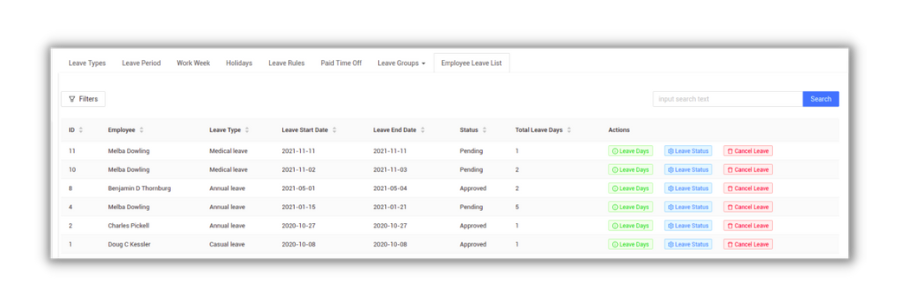 Leave Types Leave Period Work Week Holidays Leave Rules Paid Time Off Leave Groups Employee Leave List
Filters input search text Search
ID Employee Leave Type Leave Start Date Leave End Date Status Total Leave Days Actions
11 Melba Dowling Medical leave 2021-11-11 2021-11-11 Pending 1 Leave Days Leave Status Cancel Leave
10 Melba Dowling Medical leave 2021-11-02 2021-11-03 Pending 2 Leave Days Leave Status Cancel Leave
8 Benjamin D Thornburg Annual leave 2021-05-01 2021-05-04 Approved 2 Leave Days Leave Status Cancel Leave
4 Melba Dowling Annual leave 2021-01-15 2021-01-21 Pending 5 Leave Days Leave Status Cancel Leave
2 Charles Pickell Annual leave 2020-10-27 2020-10-27 Approved 1 Leave Days Leave Status Cancel Leave
1 Doug C Kessler Casual leave 2020-10-08 2020-10-08 Approved 1 Leave Days Leave Status Cancel Leave